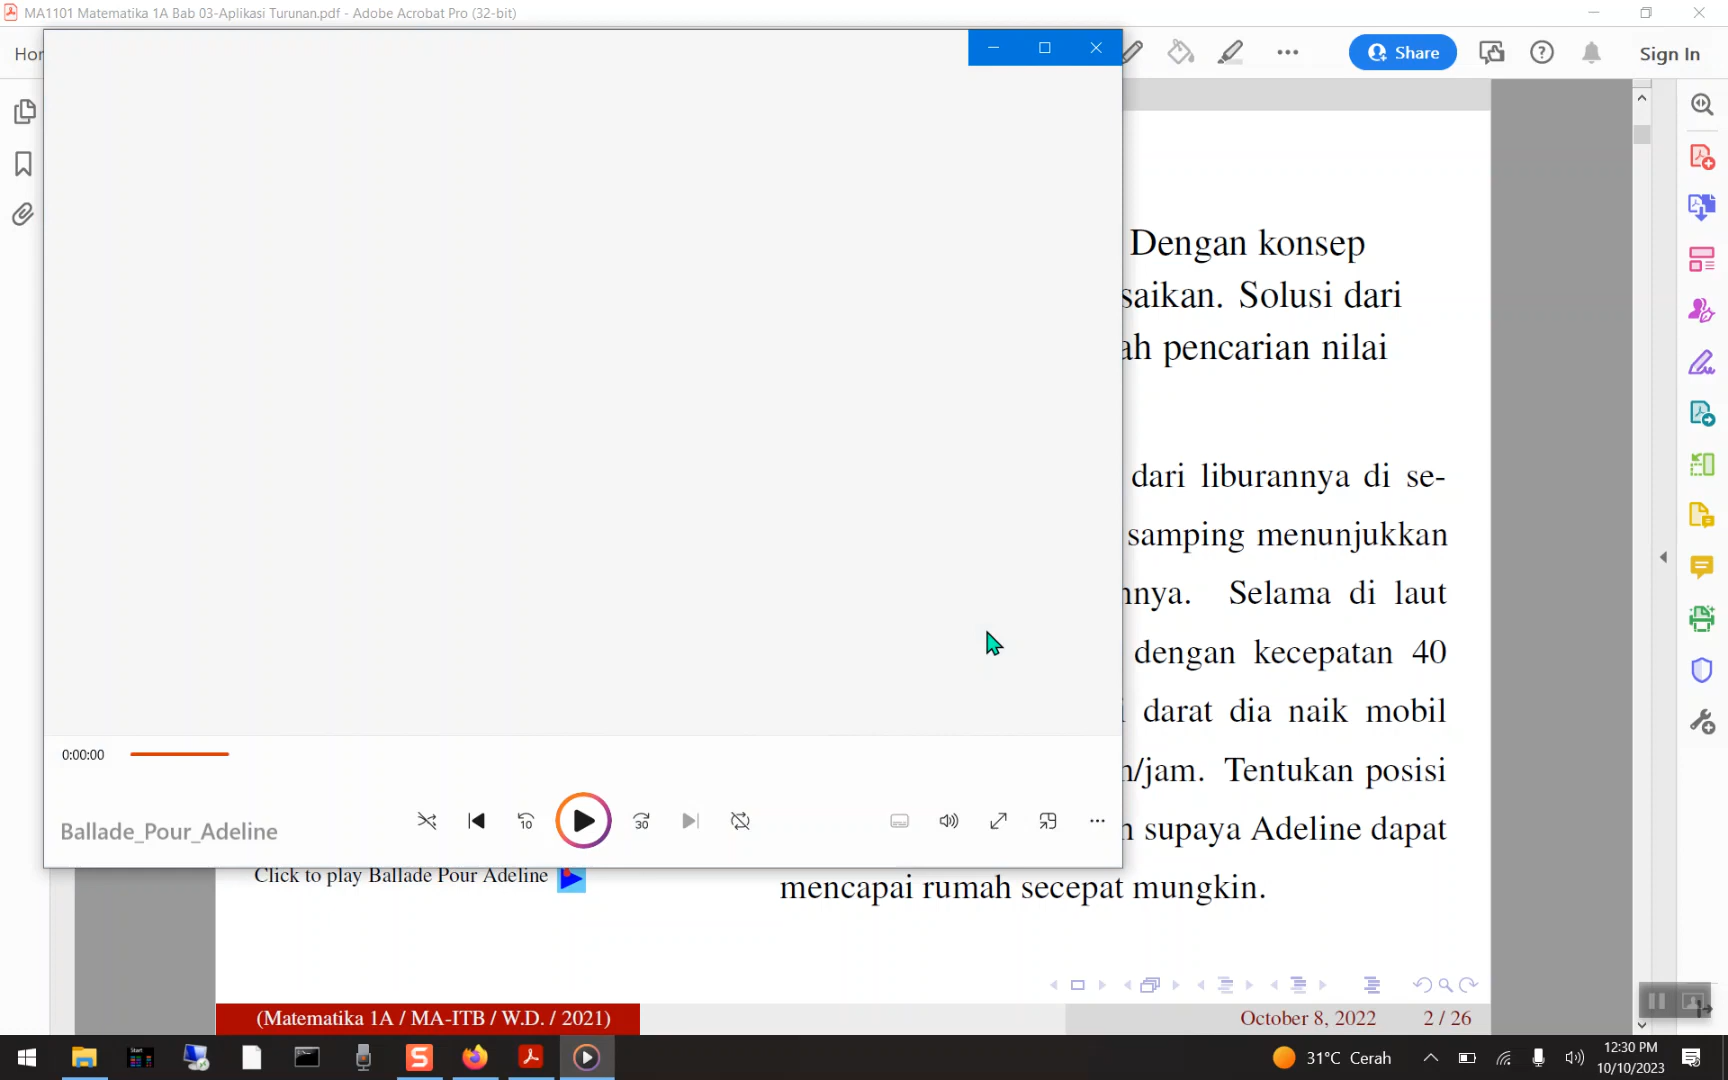 MA1101 Matematika 1A Bab 03-Aplikasi Turunan.pdf - Adobe Acrobat Pro (32-bit)
Share
Sign In
Dengan konsep
saikan. Solusi dari
ah pencarian nilai
dari liburannya di se-
samping menunjukkan
nnya. Selama di laut
dengan kecepatan 40
i darat dia naik mobil
n/jam. Tentukan posisi
n supaya Adeline dapat
mencapai rumah secepat mungkin.
0:00:00
10
30
Ballade_Pour_Adeline
Click to play Ballade Pour Adeline
(Matematika 1A / MA-ITB / W.D. / 2021)
October 8, 2022
2 / 26
Start
31°C Cerah
12:30 PM
10/10/2023